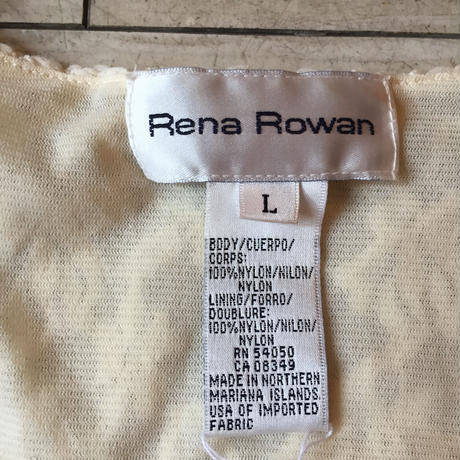 Rena Rowan
L
BODY/CUERPO/
CORPS:
100%NYLON/NILON/
NYLON
LINING/FORRO/
DOUBLURE:
100%NYLON/NILON/
NYLON
RN 54050
CA 08349
MADE IN NORTHERN
MARIANA ISLANDS,
USA OF IMPORTED
FABRIC